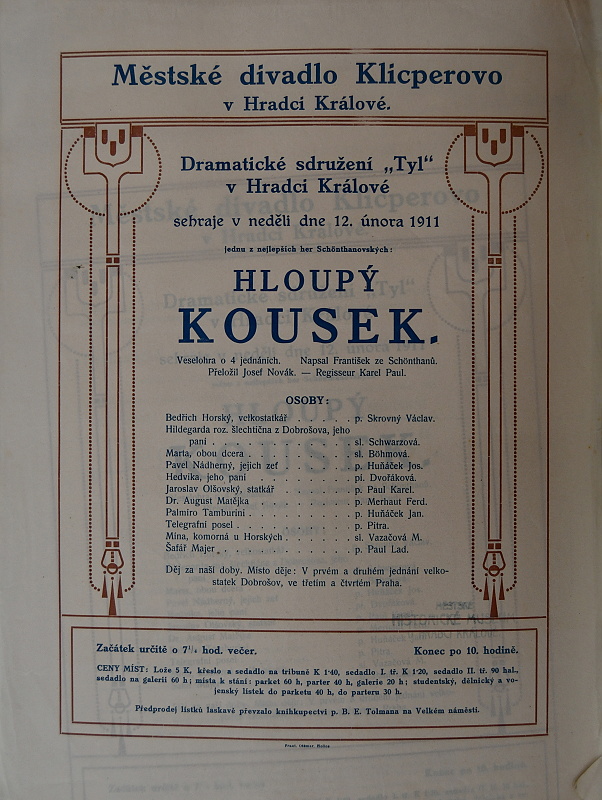 Městské divadlo Klicperovo
v Hradci Králové.
Dramatické sdružení „Tyl“
v Hradci Králové
sehraje v neděli dne 12. února 1911
jednu z nejlepších her Schönthanovských:
HLOUPÝ
KOUSEK.
Veselohra o 4 jednáních. Napsal František ze Schönthanů.
Přeložil Josef Novák. — Regisseur Karel Paul.
OSOBY:
Bedřich Horský, velkostatkář . . . . . p. Skrovný Václav.
Hildegarda roz. šlechtična z Dobrošova, jeho
paní . . . . . . . . . . . . sl. Schwarzová.
Marta, obou dcera . . . . . . . . . sl. Böhmová.
Pavel Nádherný, jejich zeť . . . . . . p. Huňáček Jos.
Hedvika, jeho paní . . . . . . . . . pí. Dvořáková.
Jaroslav Olšovský, statkář . . . . . . p. Paul Karel.
Dr. August Matějka . . . . . . . . p. Merhaut Ferd.
Palmiro Tamburini . . . . . . . . . p. Huňáček Jan.
Telegrafní posel . . . . . . . . . . p. Pitra.
Mína, komorná u Horských . . . . . . sl. Vazačová M.
Šafář Majer . . . . . . . . . . . p. Paul Lad.
Děj za naší doby. Místo děje: V prvém a druhém jednání velko-
statek Dobrošov, ve třetím a čtvrtém Praha.
HISTORICKÉ
Začátek určitě o 7¼ hod. večer. Konec po 10. hodině.
CENY MÍST: Lože 5 K, křeslo a sedadlo na tribuně K 1·40, sedadlo I. tř. K 1·20, sedadlo II. tř. 90 hal.,
sedadlo na galerii 60 h; místa k stání: parket 60 h, parter 40 h, galerie 20 h; studentský, dělnický a vo-
jenský lístek do parketu 40 h, do parteru 30 h.
Předprodej lístků laskavě převzalo knihkupectví p. B. E. Tolmana na Velkém náměstí.